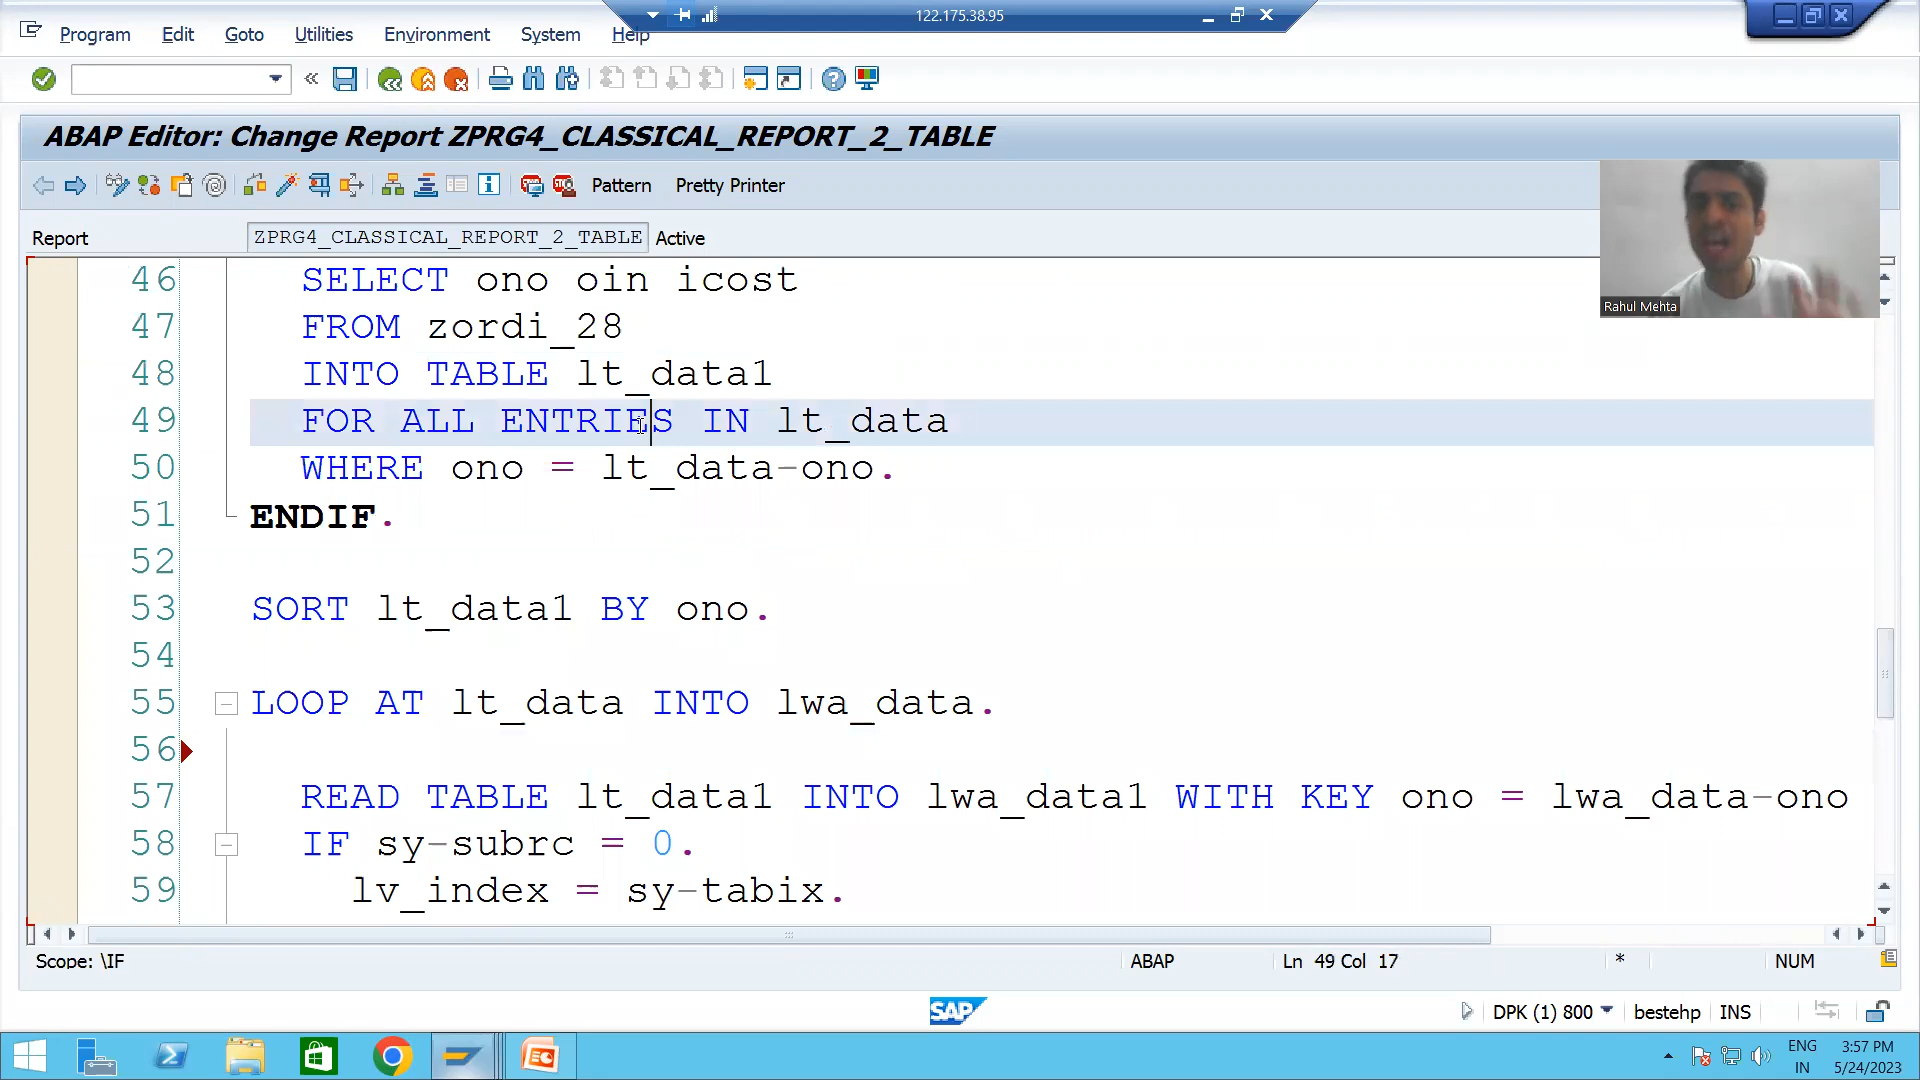 122.175.38.95
Program Edit Goto Utilities Environment System Help
ABAP Editor: Change Report ZPRG4_CLASSICAL_REPORT_2_TABLE
Pattern Pretty Printer
Report ZPRG4_CLASSICAL_REPORT_2_TABLE Active
Rahul Mehta
46 SELECT ono oin icost
47 FROM zordi_28
48 INTO TABLE lt_data1
49 FOR ALL ENTRIES IN lt_data
50 WHERE ono = lt_data-ono.
51 ENDIF.
52
53 SORT lt_data1 BY ono.
54
55 LOOP AT lt_data INTO lwa_data.
56
57 READ TABLE lt_data1 INTO lwa_data1 WITH KEY ono = lwa_data-ono
58 IF sy-subrc = 0.
59 lv_index = sy-tabix.
Scope: \IF ABAP Ln 49 Col 17 * NUM
SAP DPK (1) 800 bestehp INS
ENG 3:57 PM
IN 5/24/2023